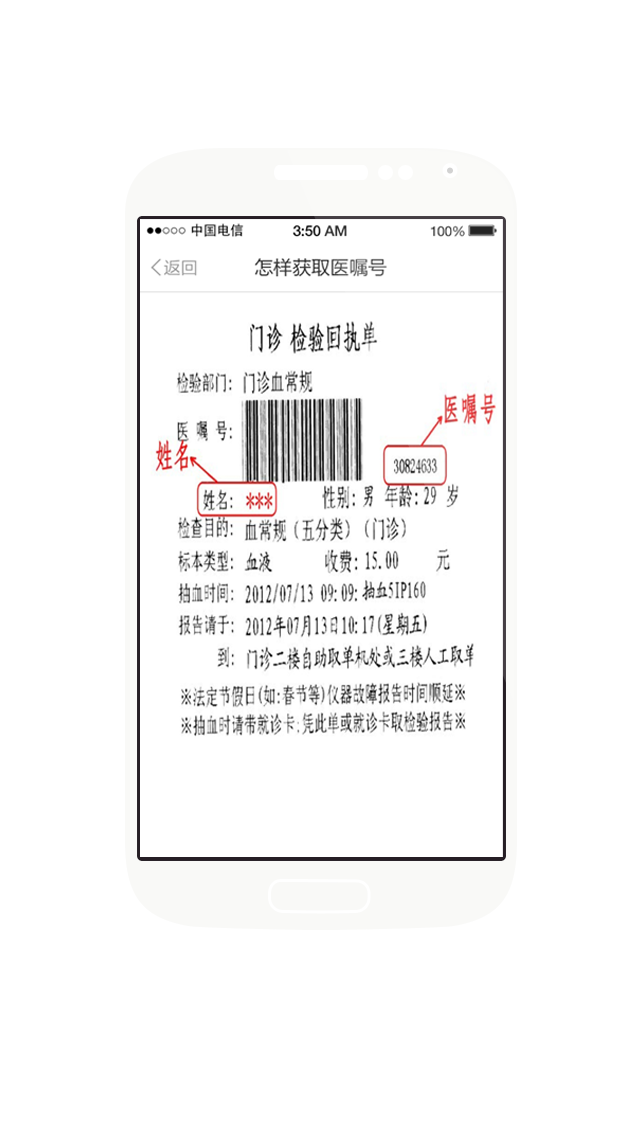 中国电信 3:50 AM 100%
返回 怎样获取医嘱号
门诊 检验回执单
检验部门: 门诊血常规
医嘱号
医 嘱 号:
姓名
30824633
姓名: *** 性别: 男 年龄: 29 岁
检查目的: 血常规 (五分类) (门诊)
标本类型: 血液 收费: 15.00 元
抽血时间: 2012/07/13 09:09: 抽血5IP160
报告请于: 2012年07月13日10:17(星期五)
到: 门诊二楼自助取单机处或三楼人工取单
※法定节假日(如:春节等)仪器故障报告时间顺延※
※抽血时请带就诊卡;凭此单或就诊卡取检验报告※